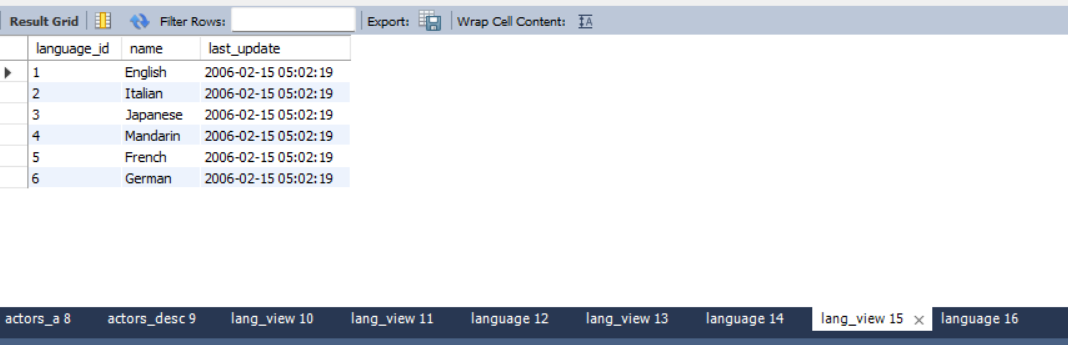 Result Grid Filter Rows: Export: Wrap Cell Content: IA
language_id name last_update
1 English 2006-02-15 05:02:19
2 Italian 2006-02-15 05:02:19
3 Japanese 2006-02-15 05:02:19
4 Mandarin 2006-02-15 05:02:19
5 French 2006-02-15 05:02:19
6 German 2006-02-15 05:02:19
actors_a 8 actors_desc 9 lang_view 10 lang_view 11 language 12 lang_view 13 language 14 lang_view 15 language 16